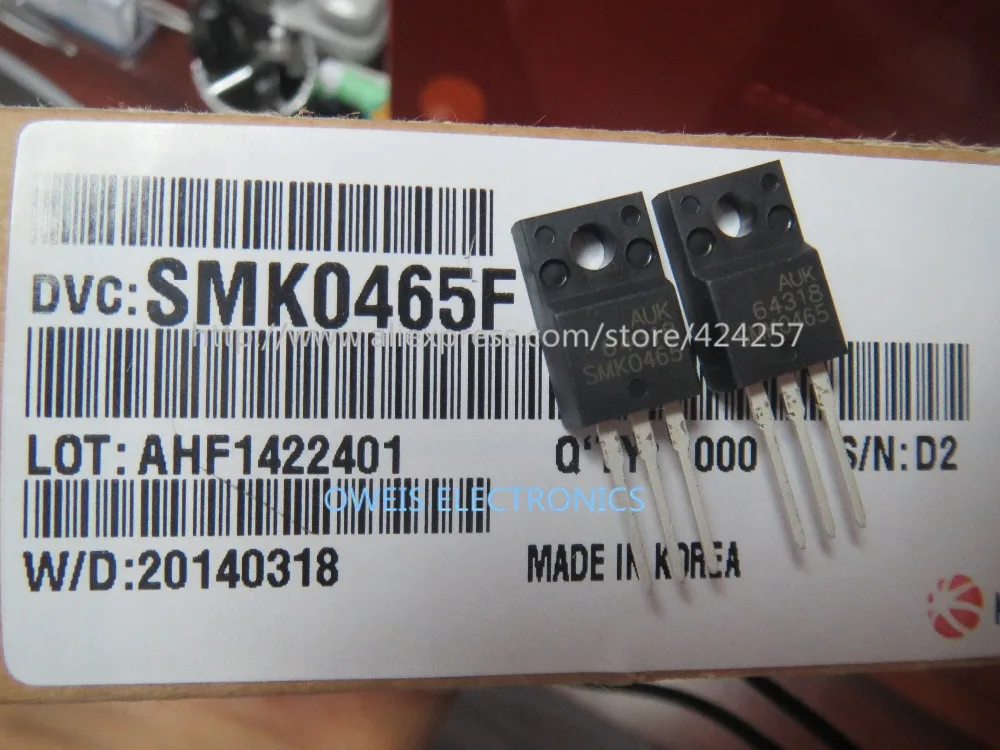 DVC: SMK0465F
AUK
SMK0465
AUK
64318
0465
http://www.aliexpress.com/store/424257
LOT: AHF1422401
Q'TY 000
S/N: D2
OWEIS ELECTRONICS
W/D:20140318
MADE IN KOREA